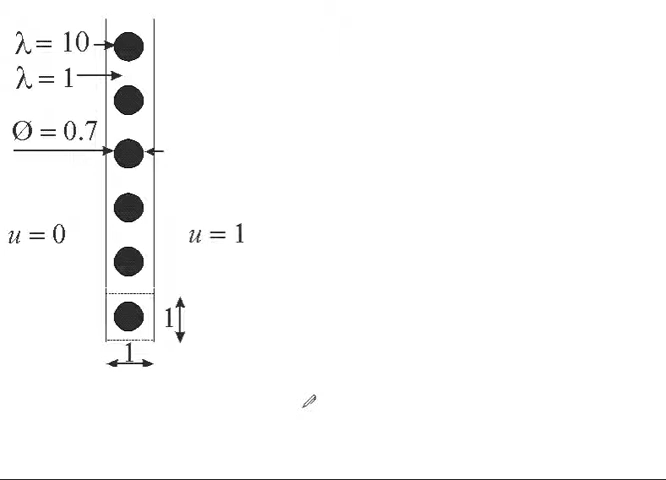 λ = 10
λ = 1
Ø = 0.7
u = 0
u = 1
1
1